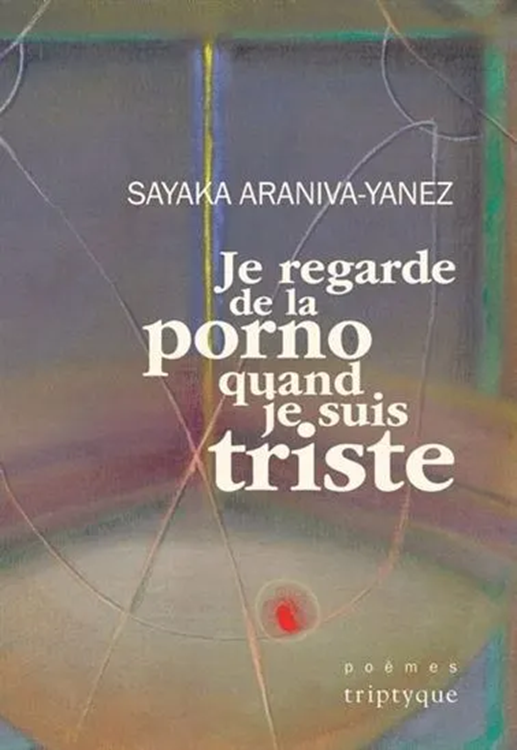 SAYAKA ARANIVA-YANEZ
Je regarde
de la
porno
quand
je suis
triste
poèmes
triptyque